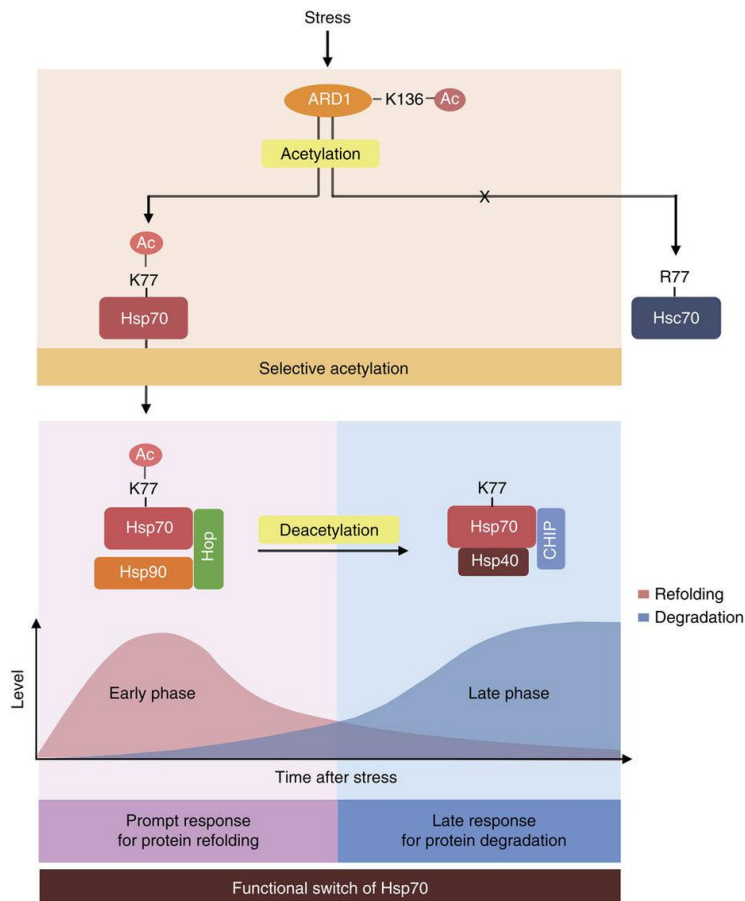 Stress
ARD1 K136 Ac
Acetylation
X
Ac
K77
Hsp70
R77
Hsc70
Selective acetylation
Ac
K77
Hsp70
Hop
Hsp90
Deacetylation
K77
Hsp70
CHIP
Hsp40
Refolding
Degradation
Level
Early phase
Late phase
Time after stress
Prompt response
for protein refolding
Late response
for protein degradation
Functional switch of Hsp70